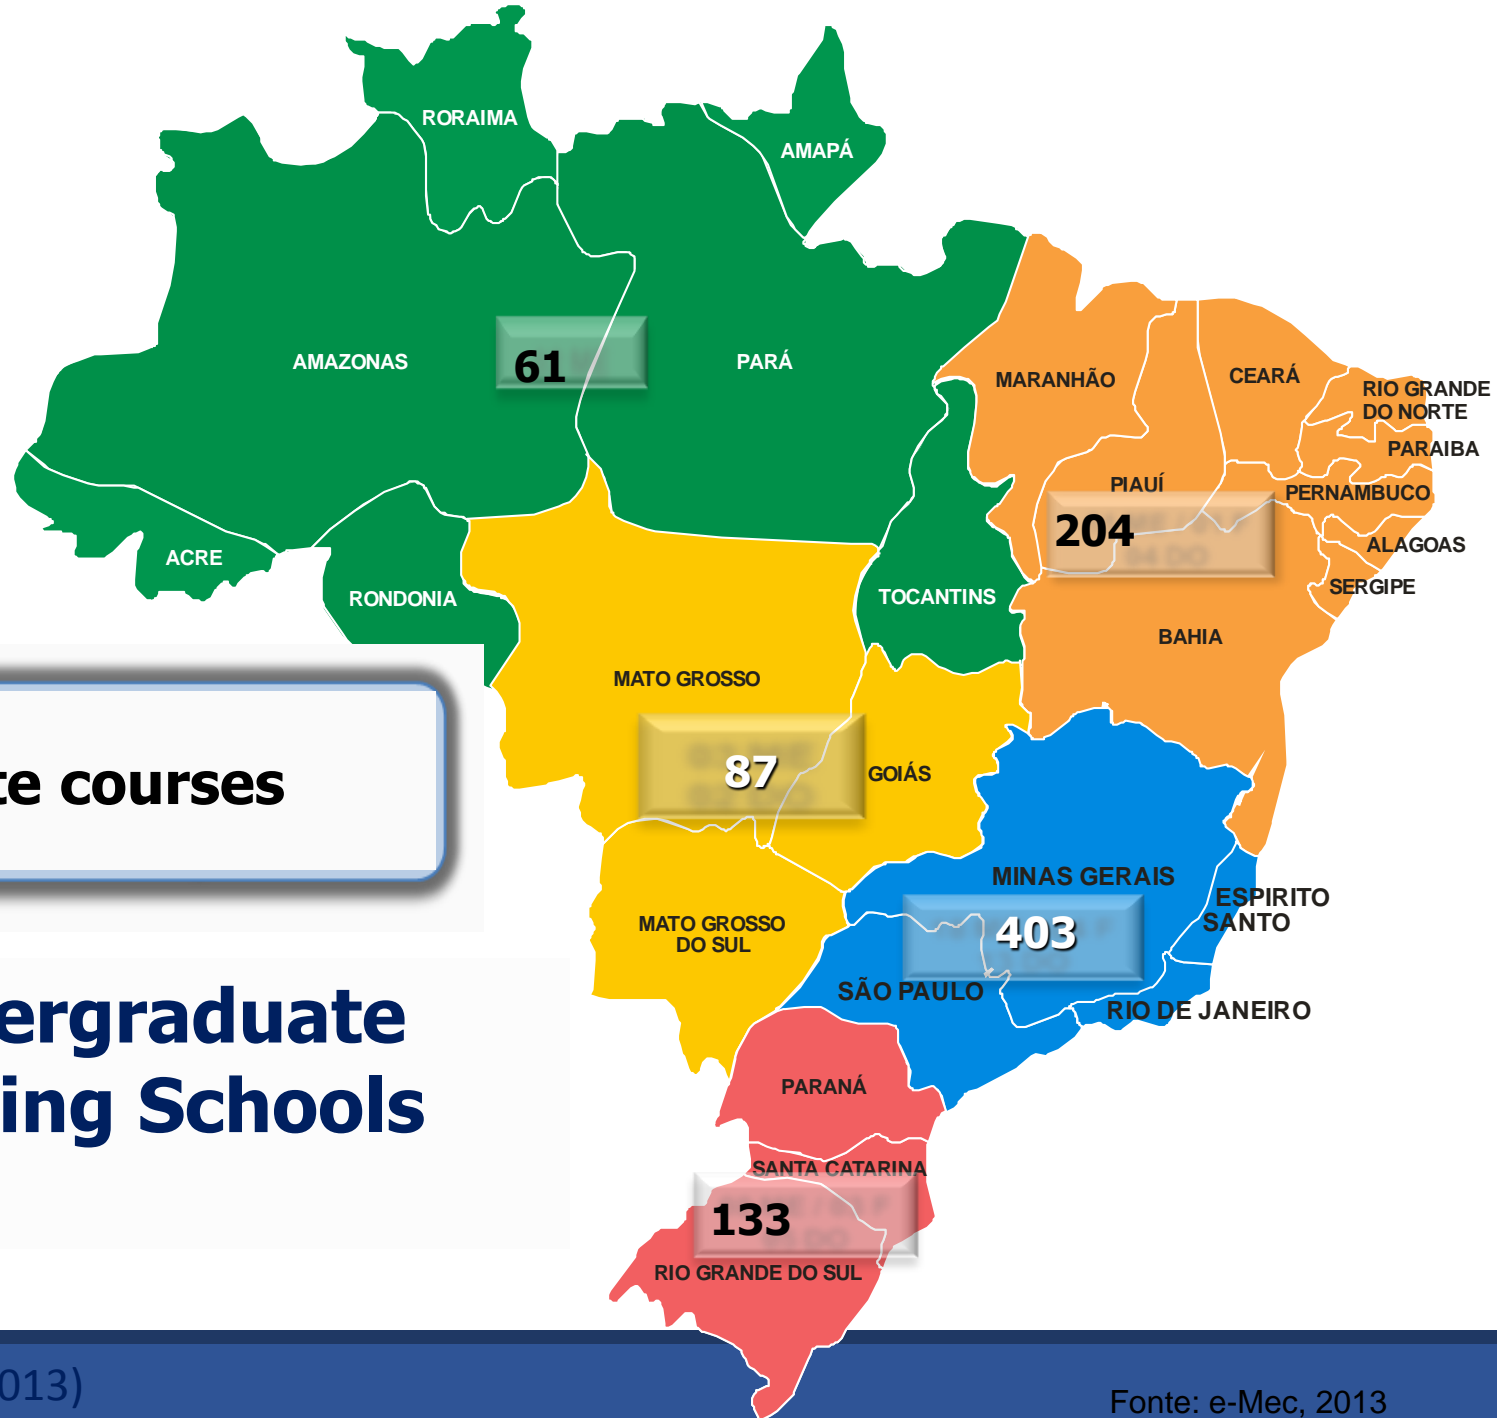 RORAIMA
AMAPÁ
AMAZONAS
61
PARÁ
MARANHÃO
CEARÁ
RIO GRANDE
DO NORTE
PARAIBA
PIAUÍ
PERNAMBUCO
204
ALAGOAS
ACRE
SERGIPE
RONDONIA
TOCANTINS
BAHIA
MATO GROSSO
87
GOIÁS
te courses
MINAS GERAIS
ESPIRITO
SANTO
MATO GROSSO
DO SUL
403
SÃO PAULO
RIO DE JANEIRO
ergraduate
ing Schools
PARANÁ
SANTA CATARINA
133
RIO GRANDE DO SUL
013)
Fonte: e-Mec, 2013